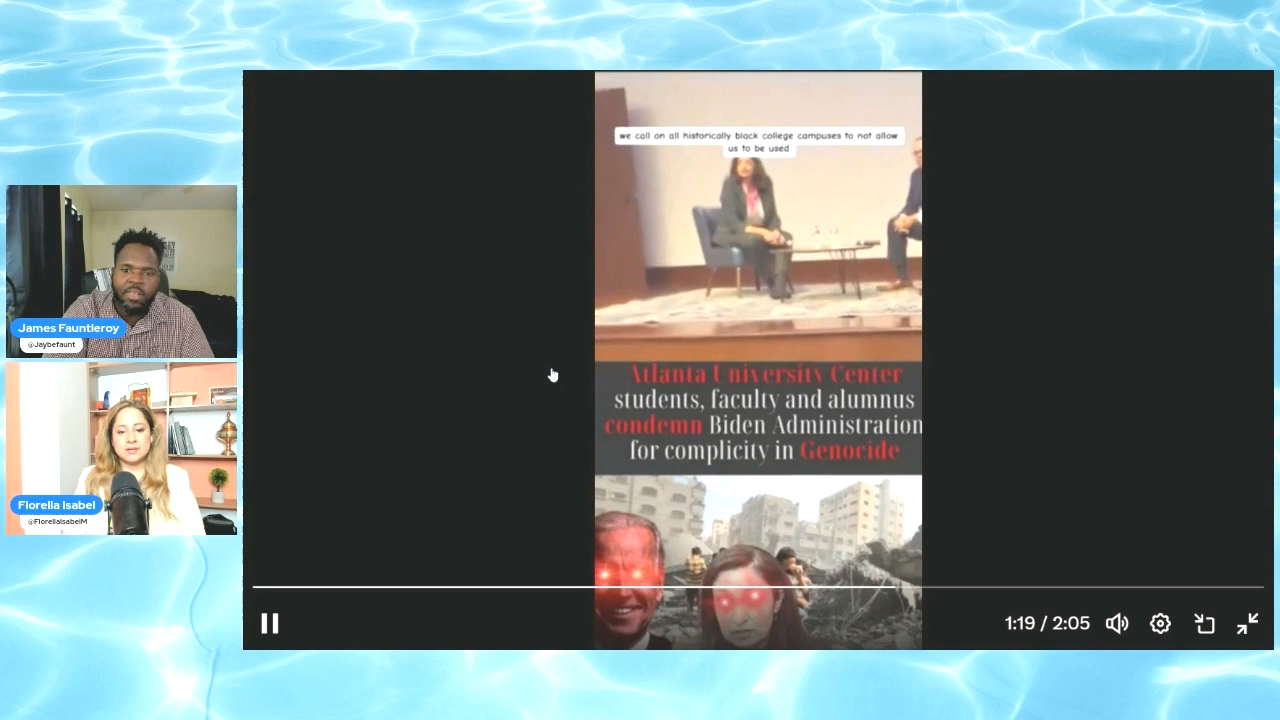 we call on all historically black college campuses to not allow
us to be used
James Fauntleroy
@Jaybefaunt
Fiorella Isabel
@FiorellaIsabelM
Atlanta University Center
students, faculty and alumnus
condemn Biden Administration
for complicity in Genocide
1:19 / 2:05